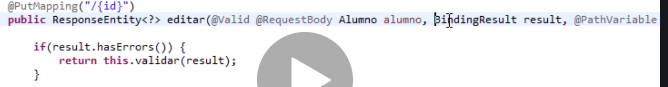 @PutMapping("/{id}")
public ResponseEntity<?> editar(@Valid @RequestBody Alumno alumno, BindingResult result, @PathVariable
if(result.hasErrors()) {
return this.validar(result);
}